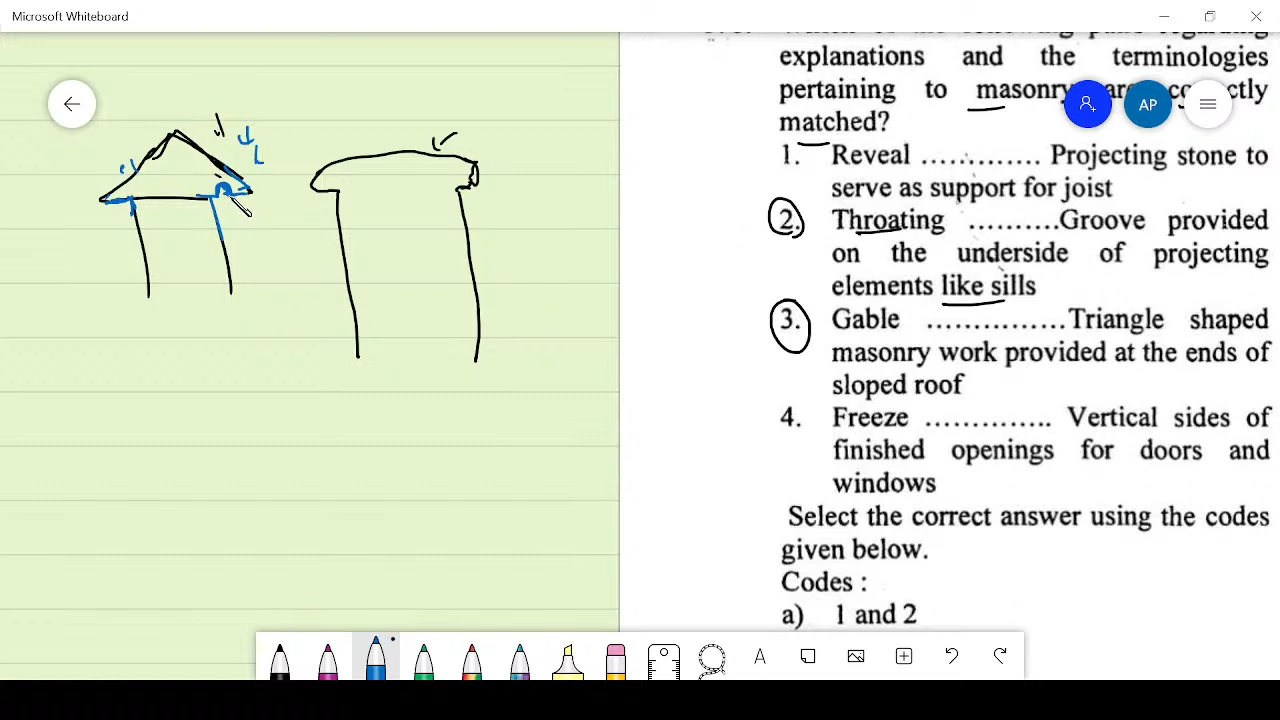 Microsoft Whiteboard
explanations and the terminologies
pertaining to masonry are
AP
matched?
1. Reveal ............. Projecting stone to
serve as support for joist
2. Throating ..........Groove provided
on the underside of projecting
elements like sills
3. Gable ...............Triangle shaped
masonry work provided at the ends of
sloped roof
4. Freeze .............. Vertical sides of
finished openings for doors and
windows
Select the correct answer using the codes
given below.
Codes :
a) 1 and 2
A